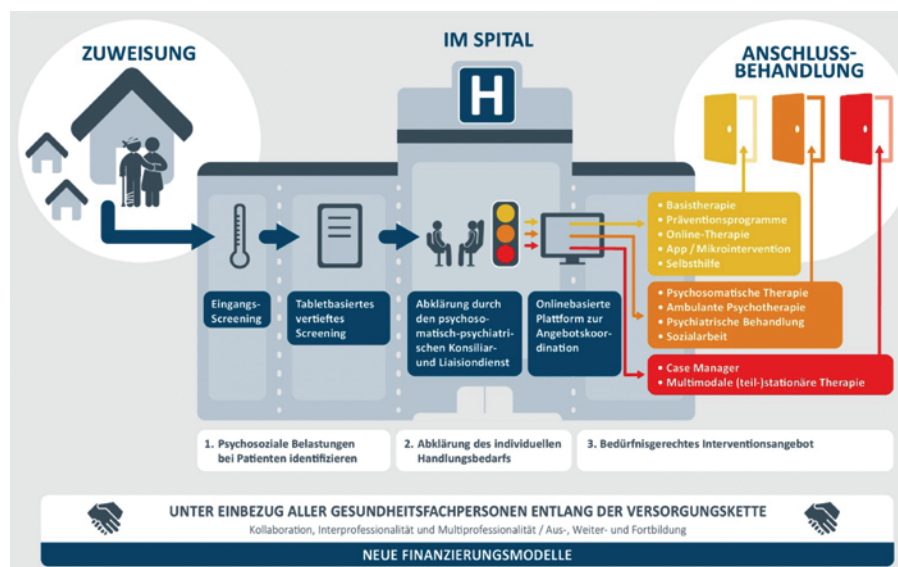 ZUWEISUNG
IM SPITAL
H
ANSCHLUSS-
BEHANDLUNG
Eingangs-
Screening
Tabletbasiertes
vertieftes
Screening
Abklärung durch
den psychoso-
matisch-psychiatri-
schen Konsiliar-
und Liaisiondienst
Onlinebasierte
Plattform zur
Angebotskoor-
dination
• Basistherapie
• Präventionsprogramme
• Online-Therapie
• App / Mikrointervention
• Selbsthilfe
• Psychosomatische Therapie
• Ambulante Psychotherapie
• Psychiatrische Behandlung
• Sozialarbeit
• Case Manager
• Multimodale (teil-)stationäre Therapie
1. Psychosoziale Belastungen
bei Patienten identifizieren
2. Abklärung des individuellen
Handlungsbedarfs
3. Bedürfnisgerechtes Interventionsangebot
UNTER EINBEZUG ALLER GESUNDHEITSFACHPERSONEN ENTLANG DER VERSORGUNGSKETTE
Kollaboration, Interprofessionalität und Multiprofessionalität / Aus-, Weiter- und Fortbildung
NEUE FINANZIERUNGSMODELLE